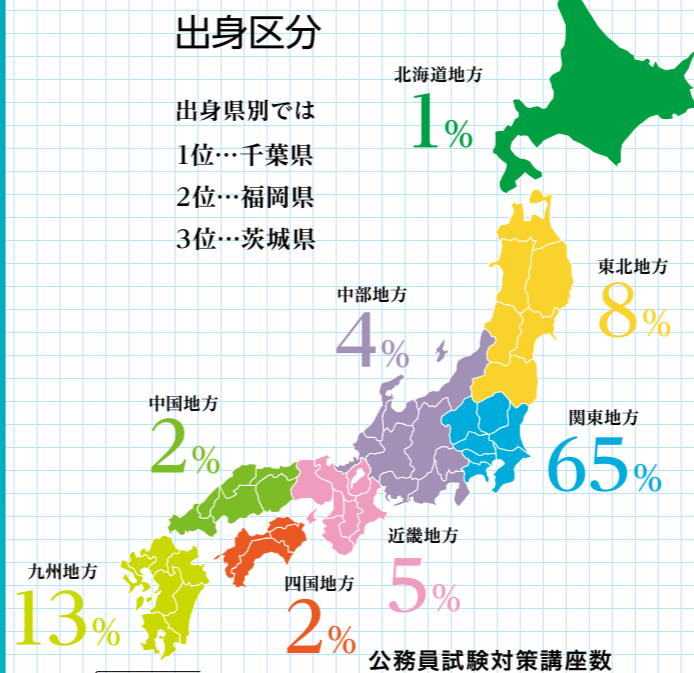 出身区分
出身県別では
1位…千葉県
2位…福岡県
3位…茨城県
北海道地方
1%
東北地方
8%
中部地方
4%
関東地方
65%
中国地方
2%
近畿地方
5%
四国地方
2%
九州地方
13%
公務員試験対策講座数